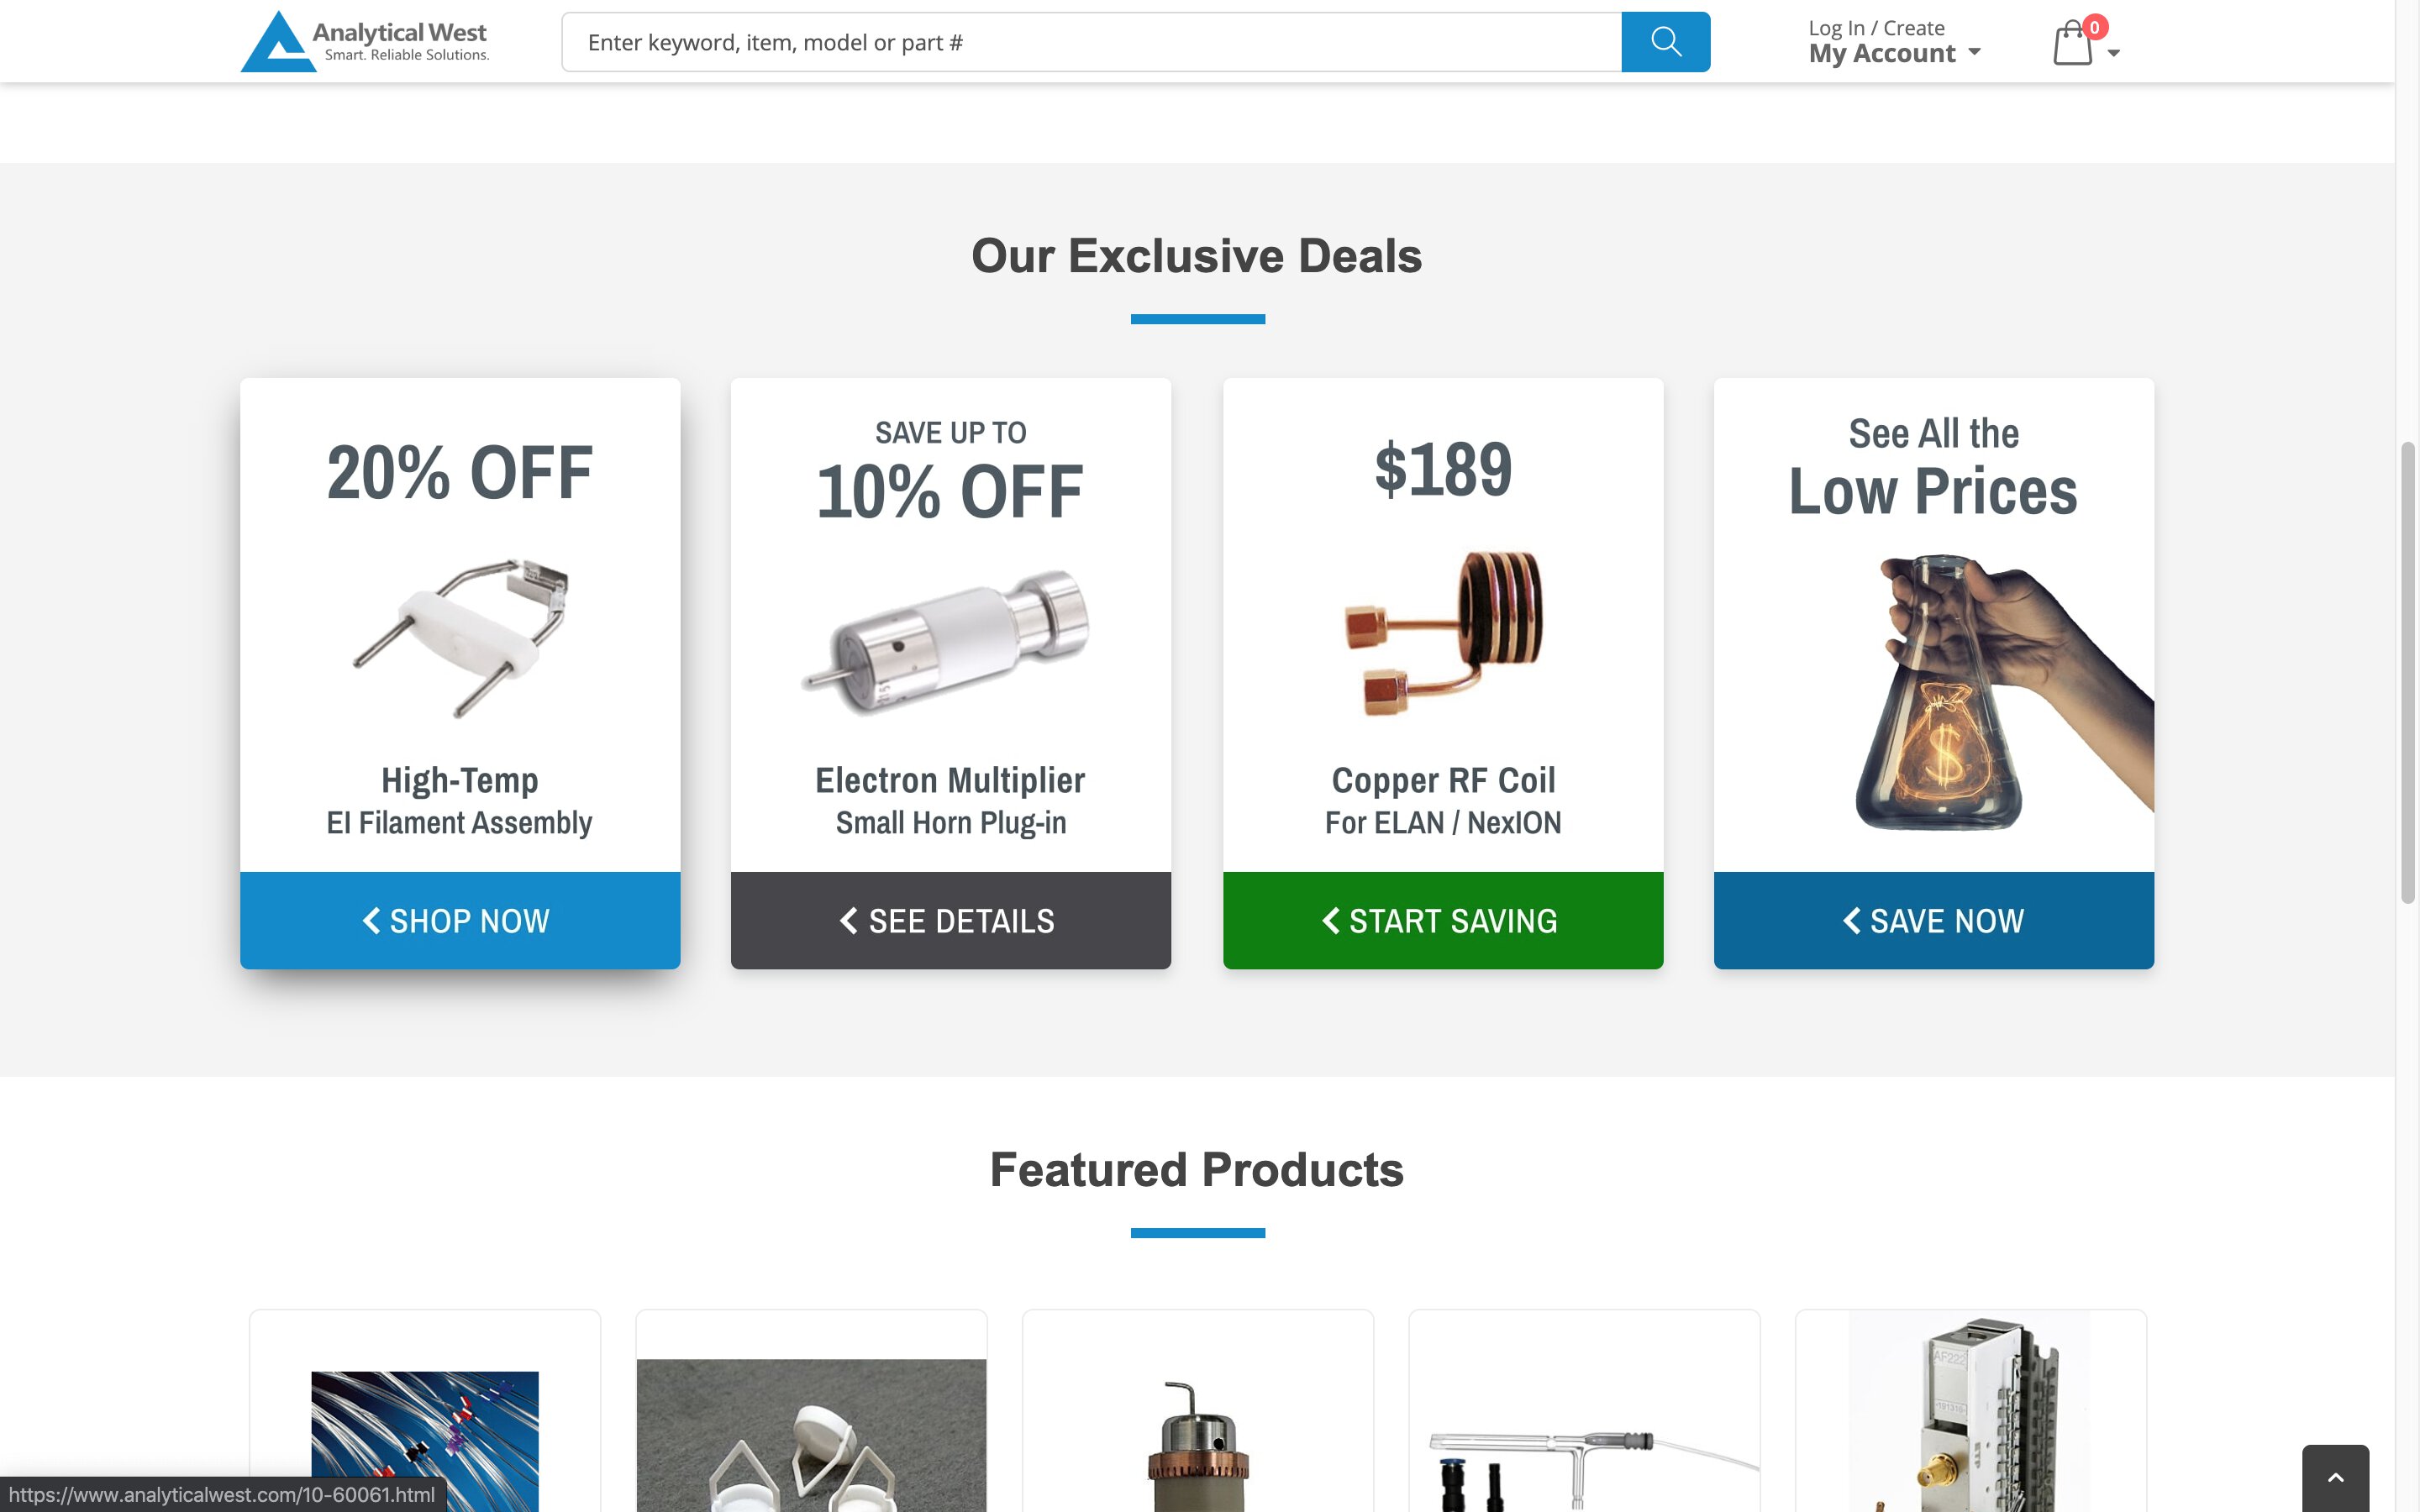 Analytical West
Smart. Reliable Solutions.
Enter keyword, item, model or part #
Log In / Create
My Account
0
Our Exclusive Deals
20% OFF
High-Temp
EI Filament Assembly
SHOP NOW
SAVE UP TO
10% OFF
Electron Multiplier
Small Horn Plug-in
SEE DETAILS
$189
Copper RF Coil
For ELAN / NexION
START SAVING
See All the
Low Prices
$
SAVE NOW
Featured Products
AF222
https://www.analyticalwest.com/10-60061.html